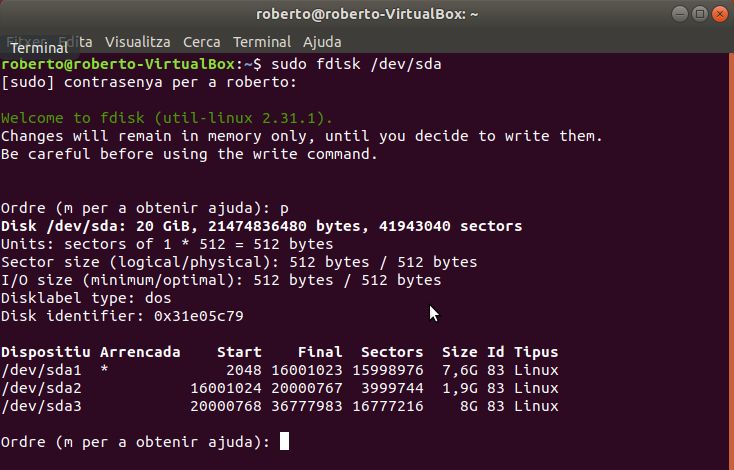 roberto@roberto-VirtualBox: ~
Fitxer Edita Visualitza Cerca Terminal Ajuda
Terminal
roberto@roberto-VirtualBox:~$ sudo fdisk /dev/sda
[sudo] contrasenya per a roberto:
Welcome to fdisk (util-linux 2.31.1).
Changes will remain in memory only, until you decide to write them.
Be careful before using the write command.
Ordre (m per a obtenir ajuda): p
Disk /dev/sda: 20 GiB, 21474836480 bytes, 41943040 sectors
Units: sectors of 1 * 512 = 512 bytes
Sector size (logical/physical): 512 bytes / 512 bytes
I/O size (minimum/optimal): 512 bytes / 512 bytes
Disklabel type: dos
Disk identifier: 0x31e05c79
Dispositiu Arrencada Start Final Sectors Size Id Tipus
/dev/sda1 * 2048 16001023 15998976 7,6G 83 Linux
/dev/sda2 16001024 20000767 3999744 1,9G 83 Linux
/dev/sda3 20000768 36777983 16777216 8G 83 Linux
Ordre (m per a obtenir ajuda):